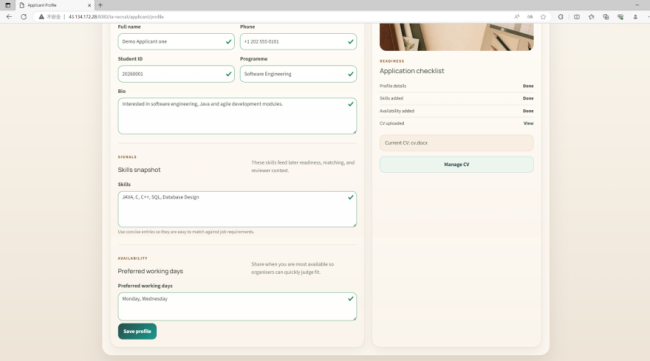 Applicant Profile
不安全
43.134.172.28:8080/ta-recruit/applicant/profile
Full name
Phone
Demo Applicant one
+1 202 555 0101
Student ID
Programme
20260001
Software Engineering
Bio
Interested in software engineering, Java and agile development modules.
SIGNALS
Skills snapshot
These skills feed later readiness, matching, and
reviewer context.
Skills
JAVA, C, C++, SQL, Database Design
Use concise entries so they are easy to match against job requirements.
AVAILABILITY
Preferred working days
Share when you are most available so
organisers can quickly judge fit.
Preferred working days
Monday, Wednesday
Save profile
READINESS
Application checklist
Profile details Done
Skills added Done
Availability added Done
CV uploaded View
Current CV: cv.docx
Manage CV